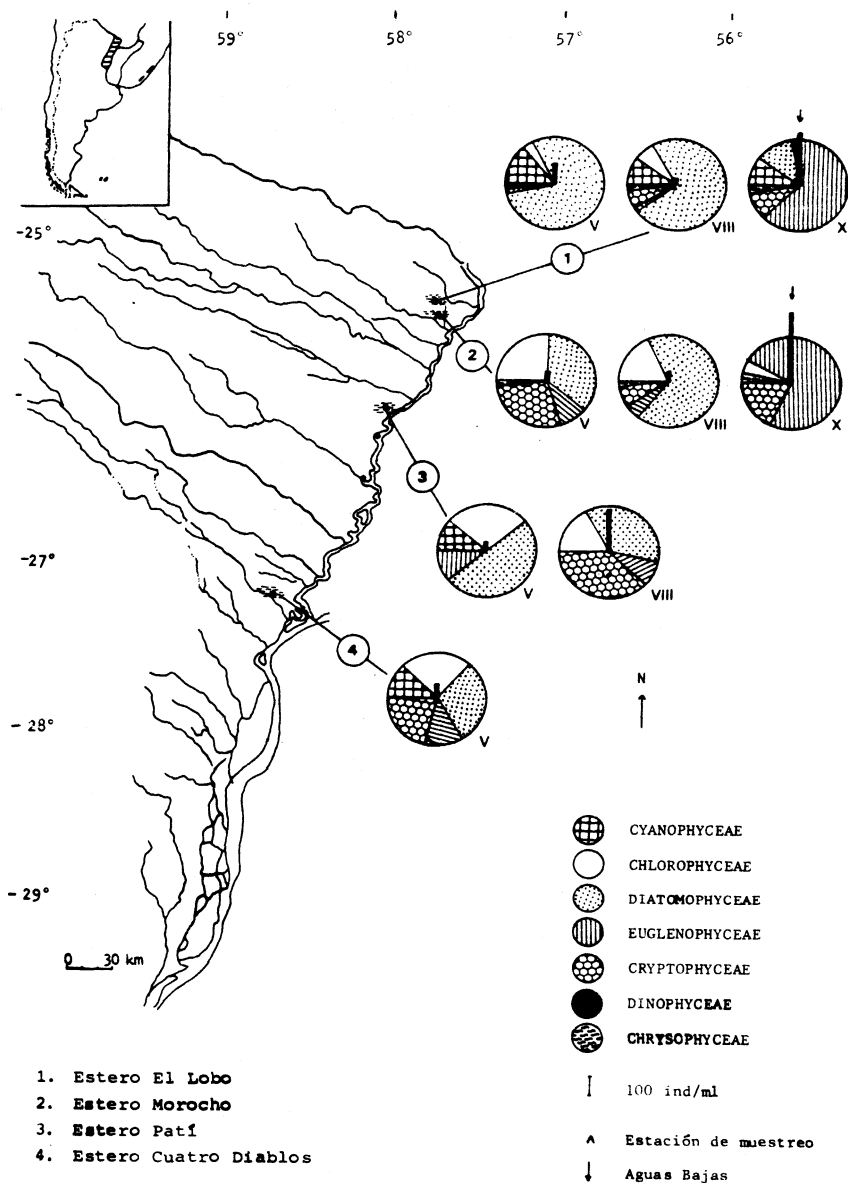 59° 58° 57° 56°
-25°
V VIII X
1
2
V VIII X
-
3
V VIII
-27°
4
V
N
-28°
-29°
0 30 km
CYANOPHYCEAE
CHLOROPHYCEAE
DIATOMOPHYCEAE
EUGLENOPHYCEAE
CRYPTOPHYCEAE
DINOPHYCEAE
CHRYSOPHYCEAE
100 ind/ml
Estación de muestreo
Aguas Bajas
1. Estero El Lobo
2. Estero Morocho
3. Estero Patí
4. Estero Cuatro Diablos